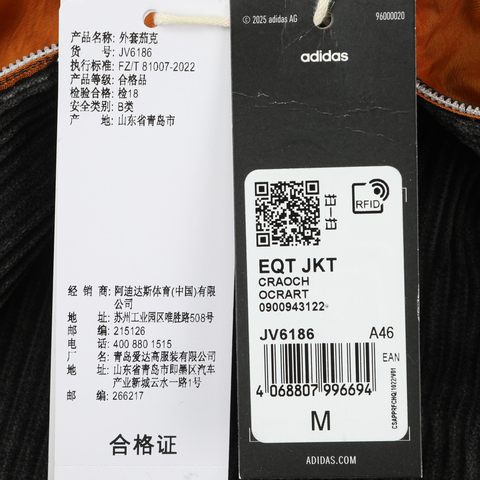 产品名称: 外套茄克
货 号: JV6186
执行标准: FZ/T 81007-2022
产品等级: 合格品
检验合格: 检18
安全类别: B类
产 地: 山东省青岛市
经 销 商: 阿迪达斯体育(中国)有限
公司
地址: 苏州工业园区唯胜路508号
邮编: 215126
电话: 400 880 1515
厂名: 青岛爱达高服装有限公司
地址: 山东省青岛市即墨区汽车
产业新城云水一路1号
邮编: 266217
合格证
© 2025 adidas AG
96000020
adidas
RFID
EQT JKT
CRAOCH
OCRART
0900943122
JV6186 A46
EAN
4 068807 996694
M
ADIDAS.COM